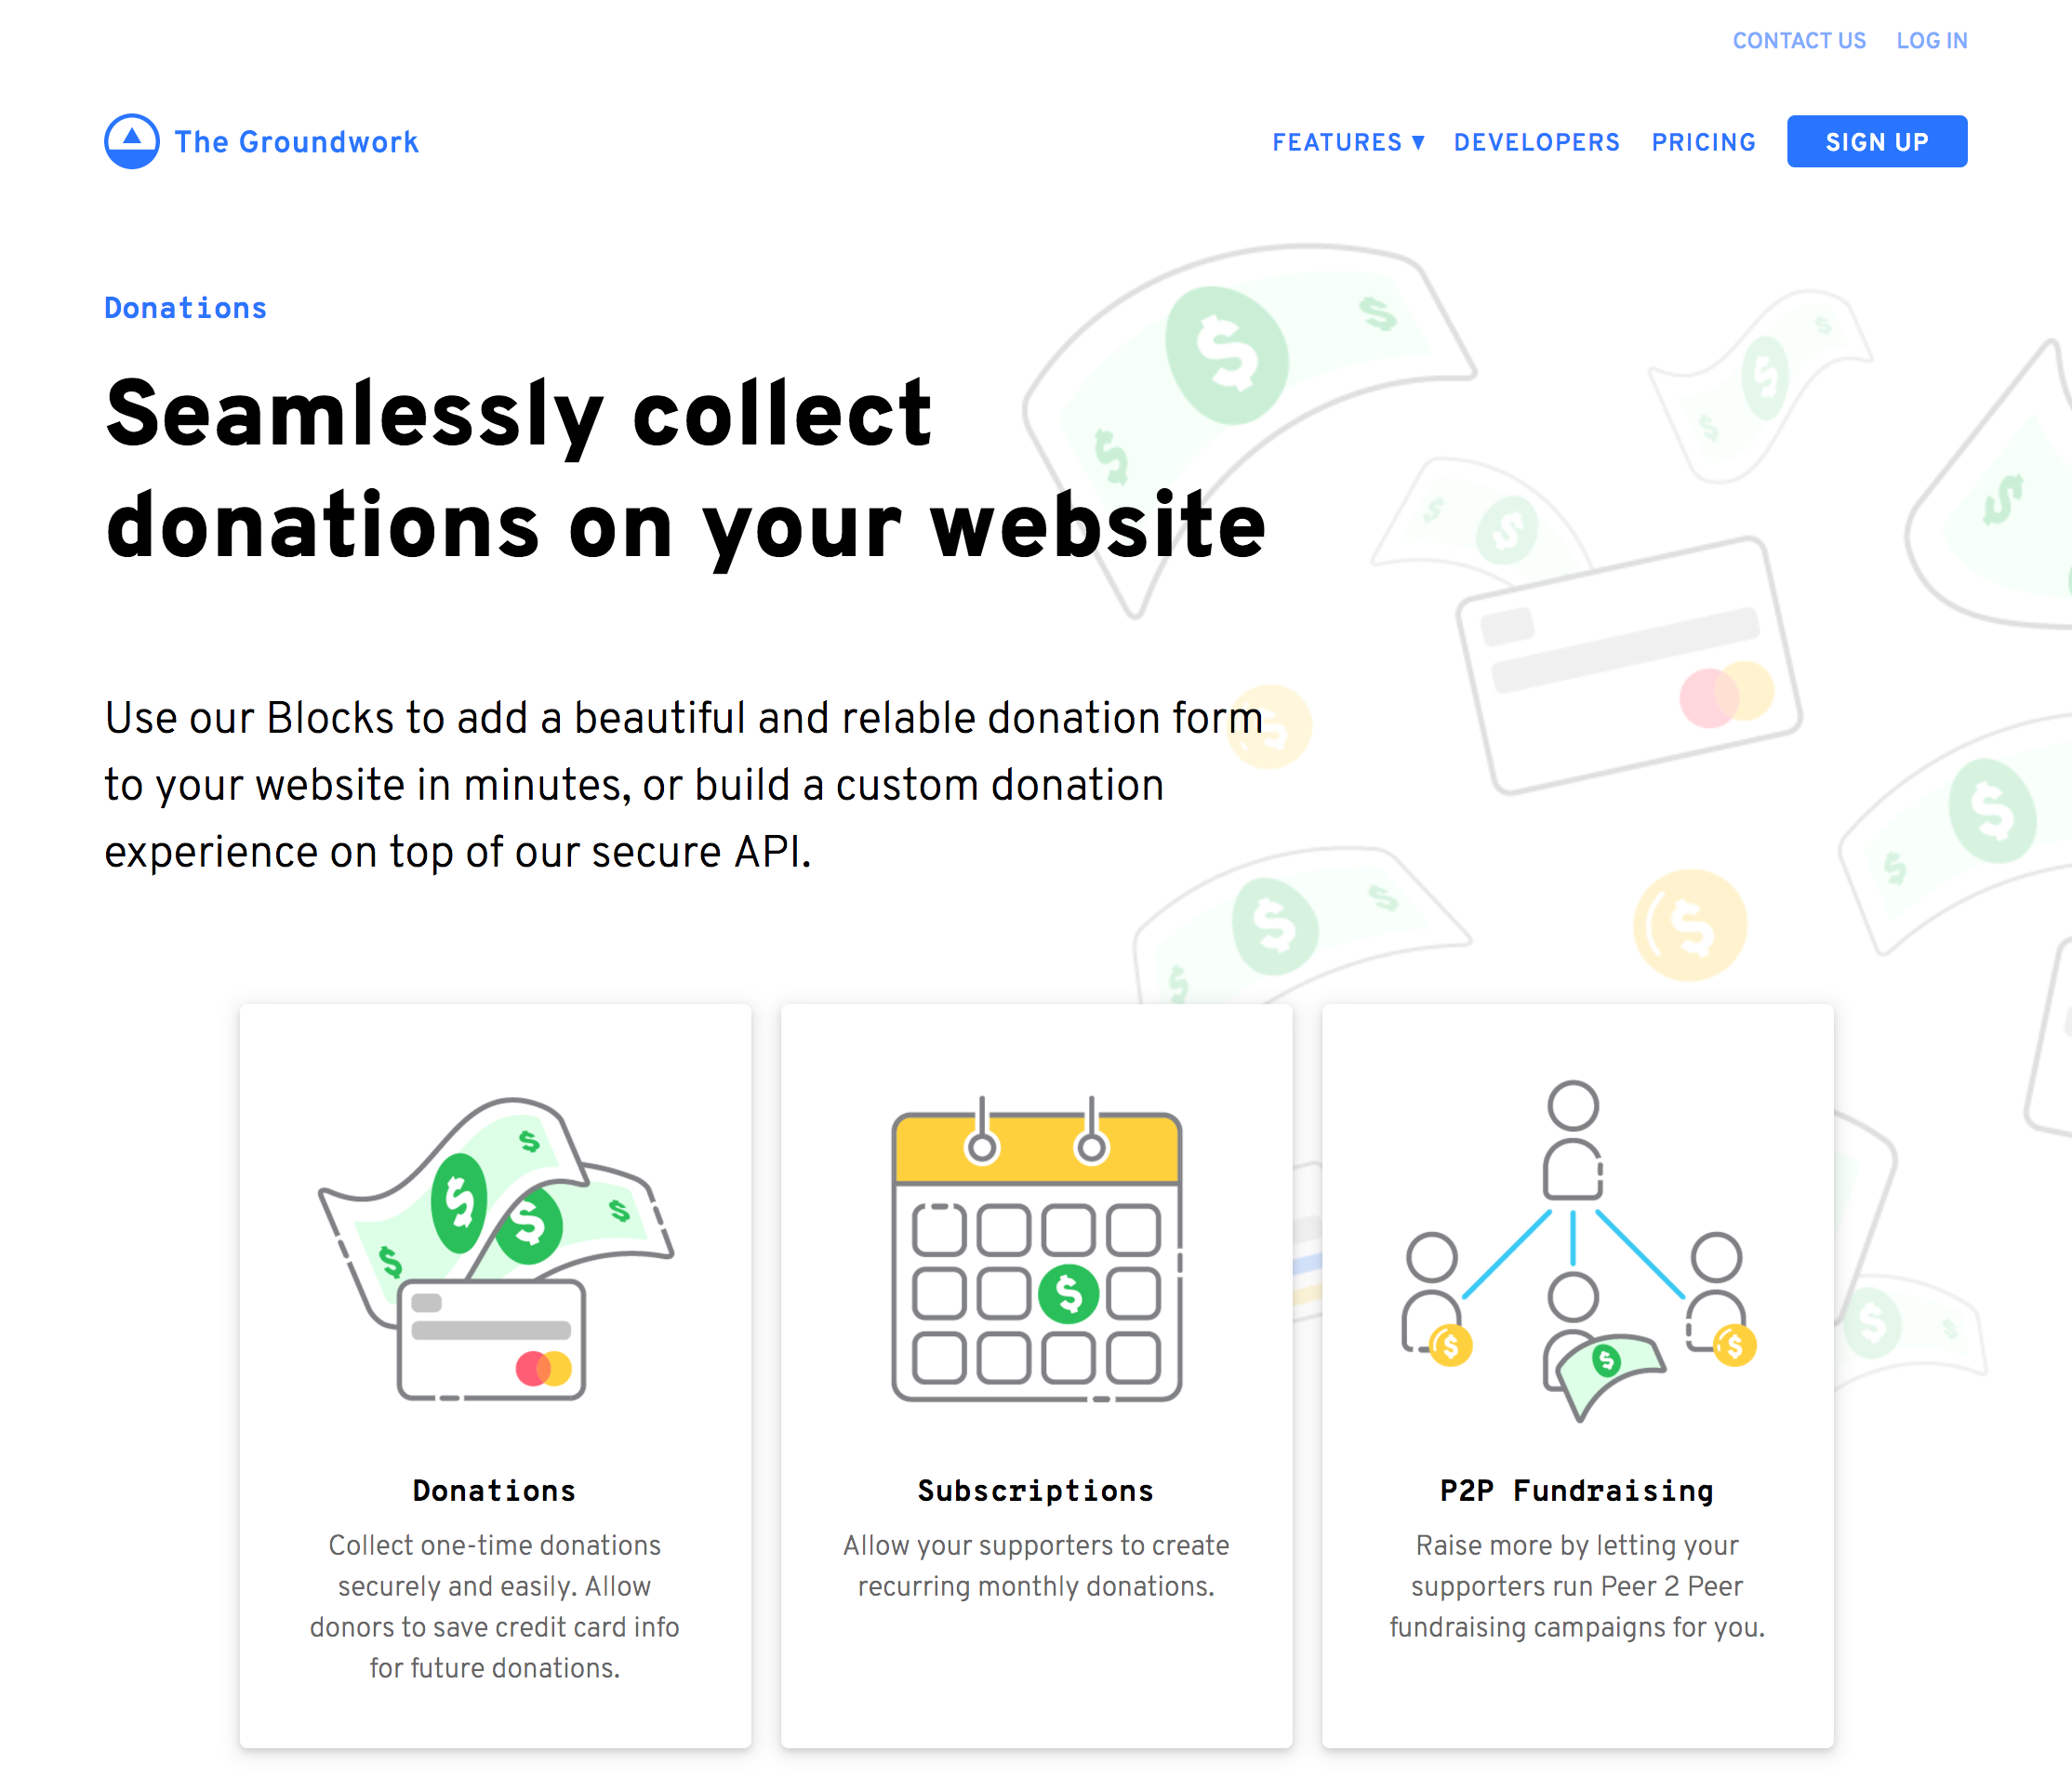 CONTACT US LOG IN
The Groundwork
FEATURES ▼ DEVELOPERS PRICING SIGN UP
Donations
Seamlessly collect
donations on your website
Use our Blocks to add a beautiful and relable donation form
to your website in minutes, or build a custom donation
experience on top of our secure API.
Donations
Collect one-time donations
securely and easily. Allow
donors to save credit card info
for future donations.
Subscriptions
Allow your supporters to create
recurring monthly donations.
P2P Fundraising
Raise more by letting your
supporters run Peer 2 Peer
fundraising campaigns for you.